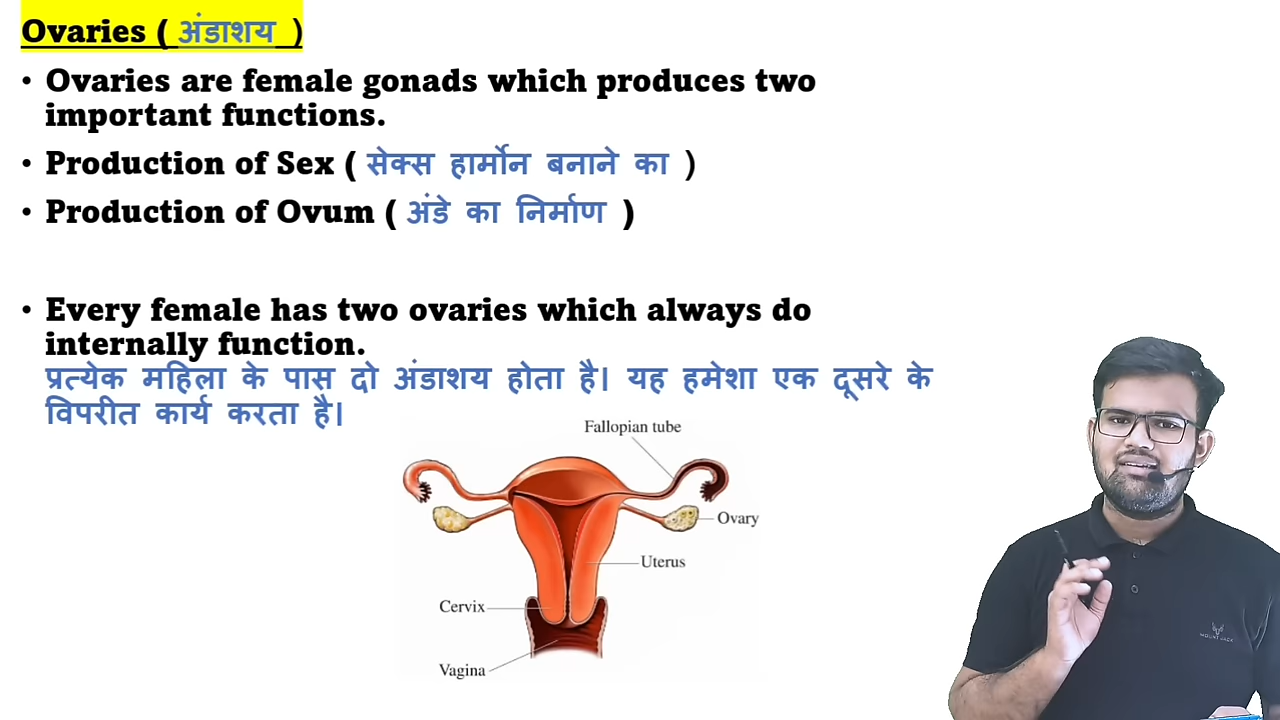 Ovaries ( अंडाशय )
• Ovaries are female gonads which produces two
important functions.
• Production of Sex ( सेक्स हार्मोन बनाने का )
• Production of Ovum ( अंडे का निर्माण )
• Every female has two ovaries which always do
internally function.
प्रत्येक महिला के पास दो अंडाशय होता है। यह हमेशा एक दूसरे के
विपरीत कार्य करता है।
Fallopian tube
Ovary
Uterus
Cervix
Vagina
MOUNT JACK